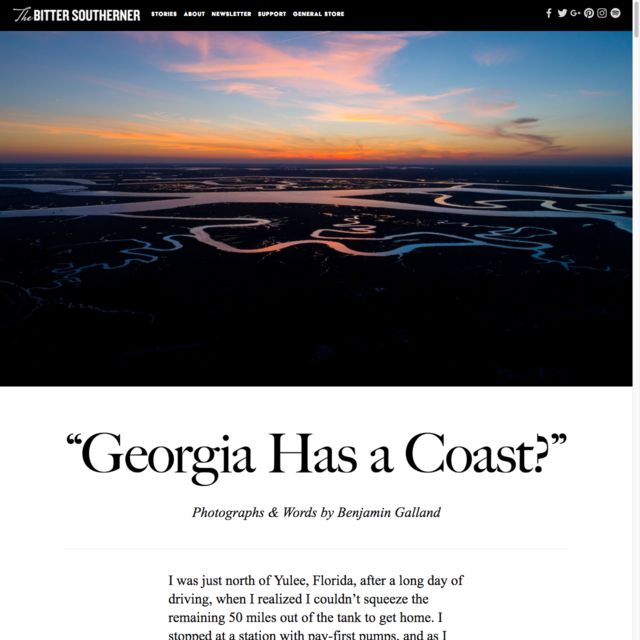 The BITTER SOUTHERNER
STORIES ABOUT NEWSLETTER SUPPORT GENERAL STORE
“Georgia Has a Coast?”
Photographs & Words by Benjamin Galland
I was just north of Yulee, Florida, after a long day of
driving, when I realized I couldn’t squeeze the
remaining 50 miles out of the tank to get home. I
stopped at a station with pay-first pumps, and as I